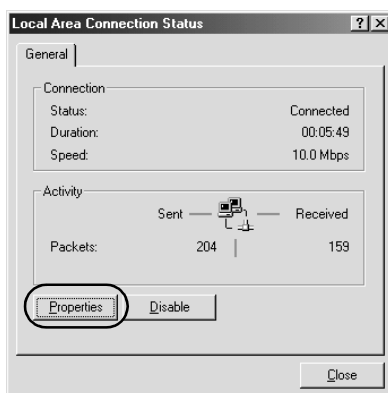 Local Area Connection Status
General
Connection
Status: Connected
Duration: 00:05:49
Speed: 10.0 Mbps
Activity
Sent Received
Packets: 204 159
Properties Disable
Close